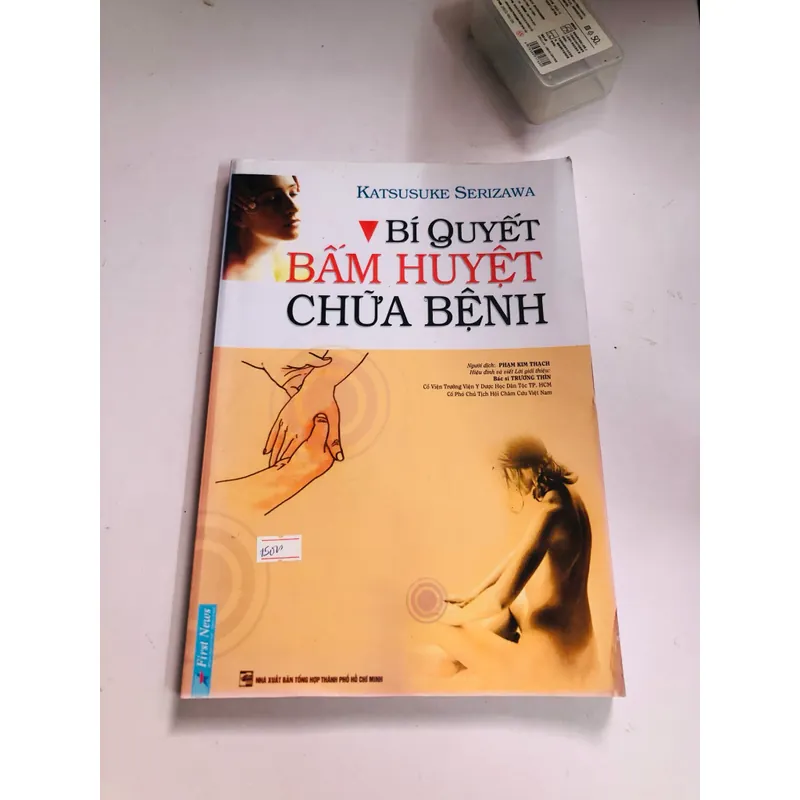 KATSUSUKE SERIZAWA
BÍ QUYẾT
BẤM HUYỆT
CHỮA BỆNH
Người dịch: PHẠM KIM THẠCH
Hiệu đính và viết Lời giới thiệu:
Bác sĩ TRƯƠNG THÌN
Cố Viện Trưởng Viện Y Dược Học Dân Tộc TP. HCM
Cố Phó Chủ Tịch Hội Châm Cứu Việt Nam
First News
NHÀ XUẤT BẢN TỔNG HỢP THÀNH PHỐ HỒ CHÍ MINH